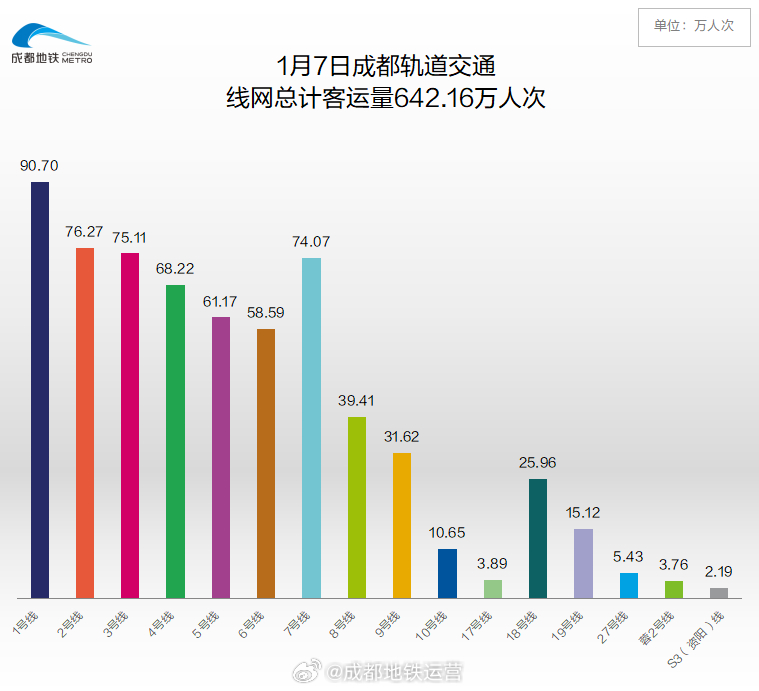 成都地铁 CHENGDU METRO
单位：万人次
1月7日成都轨道交通
线网总计客运量642.16万人次
90.70
76.27
75.11
68.22
61.17
58.59
74.07
39.41
31.62
10.65
3.89
25.96
15.12
5.43
3.76
2.19
1号线
2号线
3号线
4号线
5号线
6号线
7号线
8号线
9号线
10号线
17号线
18号线
19号线
27号线
蓉2号线
S3（资阳）线
@成都地铁运营